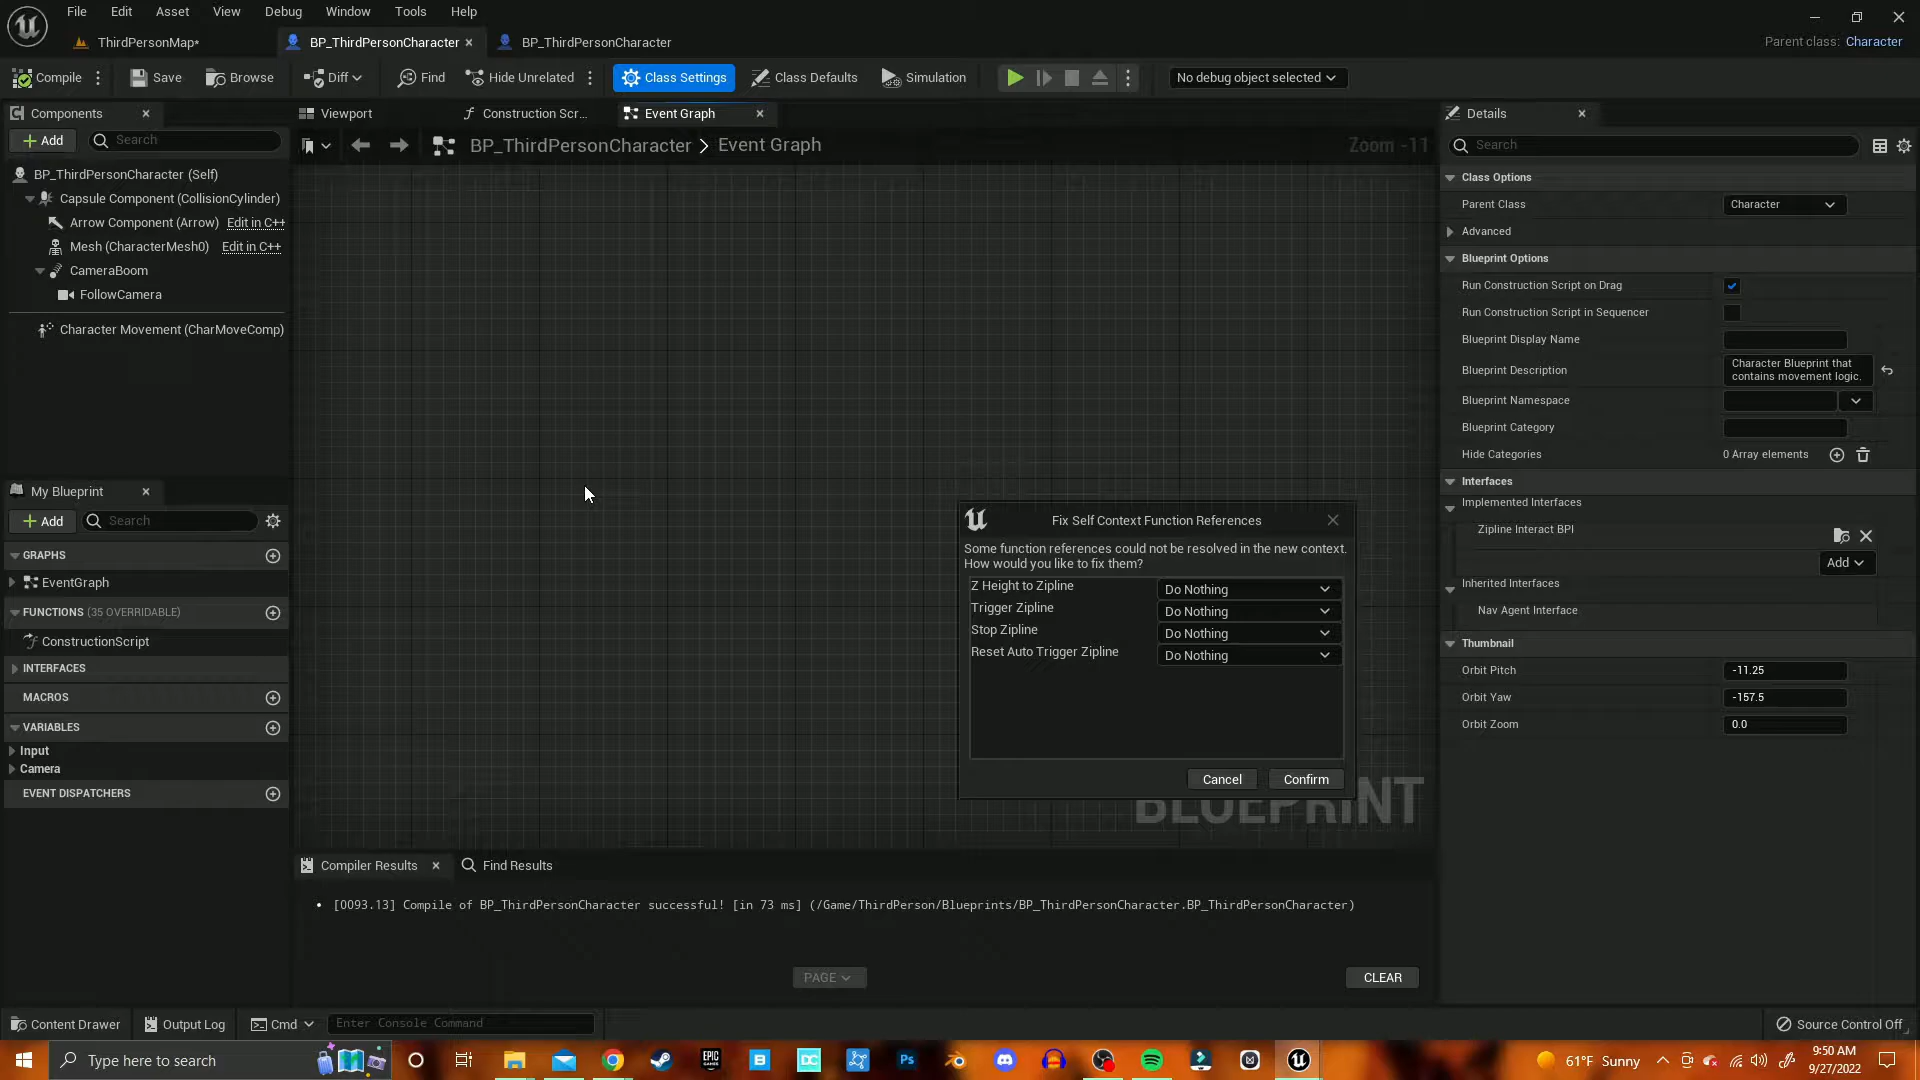 File Edit Asset View Debug Window Tools Help
ThirdPersonMap* BP_ThirdPersonCharacter BP_ThirdPersonCharacter
Parent class: Character
Compile Save Browse Diff Find Hide Unrelated Class Settings Class Defaults Simulation No debug object selected
Components
Add Search
BP_ThirdPersonCharacter (Self)
Capsule Component (CollisionCylinder)
Arrow Component (Arrow) Edit in C++
Mesh (CharacterMesh0) Edit in C++
CameraBoom
FollowCamera
Character Movement (CharMoveComp)
My Blueprint
Add Search
GRAPHS
EventGraph
FUNCTIONS (35 OVERRIDABLE)
ConstructionScript
INTERFACES
MACROS
VARIABLES
Input
Camera
EVENT DISPATCHERS
Viewport Construction Scr... Event Graph
BP_ThirdPersonCharacter > Event Graph
Zoom -11
Fix Self Context Function References
Some function references could not be resolved in the new context.
How would you like to fix them?
Z Height to Zipline Do Nothing
Trigger Zipline Do Nothing
Stop Zipline Do Nothing
Reset Auto Trigger Zipline Do Nothing
Cancel Confirm
BLUEPRINT
Compiler Results Find Results
[0093.13] Compile of BP_ThirdPersonCharacter successful! [in 73 ms] (/Game/ThirdPerson/Blueprints/BP_ThirdPersonCharacter.BP_ThirdPersonCharacter)
PAGE CLEAR
Details
Search
Class Options
Parent Class Character
Advanced
Blueprint Options
Run Construction Script on Drag
Run Construction Script in Sequencer
Blueprint Display Name
Blueprint Description Character Blueprint that
contains movement logic.
Blueprint Namespace
Blueprint Category
Hide Categories 0 Array elements
Interfaces
Implemented Interfaces
Zipline Interact BPI
Add
Inherited Interfaces
Nav Agent Interface
Thumbnail
Orbit Pitch -11.25
Orbit Yaw -157.5
Orbit Zoom 0.0
Content Drawer Output Log Cmd Enter Console Command Source Control Off
Type here to search
EPIC GAMES
DC
Ps
61°F Sunny
9:50 AM
9/27/2022